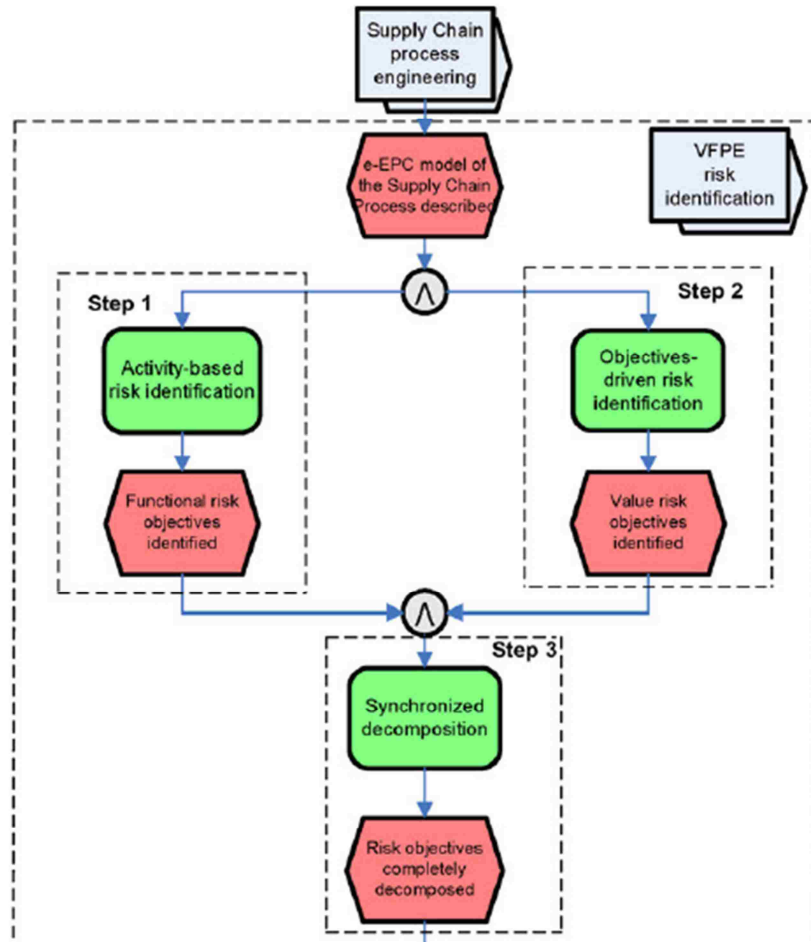 Supply Chain
process
engineering
e-EPC model of
the Supply Chain
Process described
VFPE
risk
identification
Λ
Step 1
Step 2
Activity-based
risk identification
Objectives-
driven risk
identification
Functional risk
objectives
identified
Value risk
objectives
identified
Λ
Step 3
Synchronized
decomposition
Risk objectives
completely
decomposed